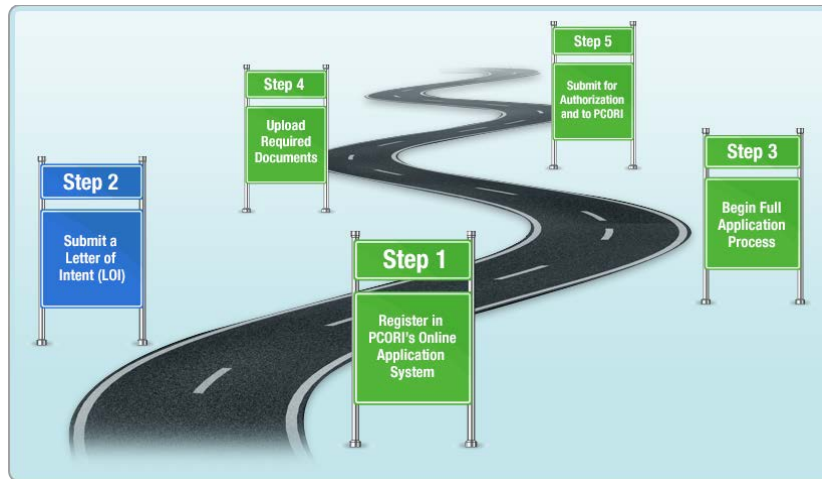 Step 1
Register in
PCORI's Online
Application
System
Step 2
Submit a
Letter of
Intent (LOI)
Step 3
Begin Full
Application
Process
Step 4
Upload
Required
Documents
Step 5
Submit for
Authorization
and to PCORI